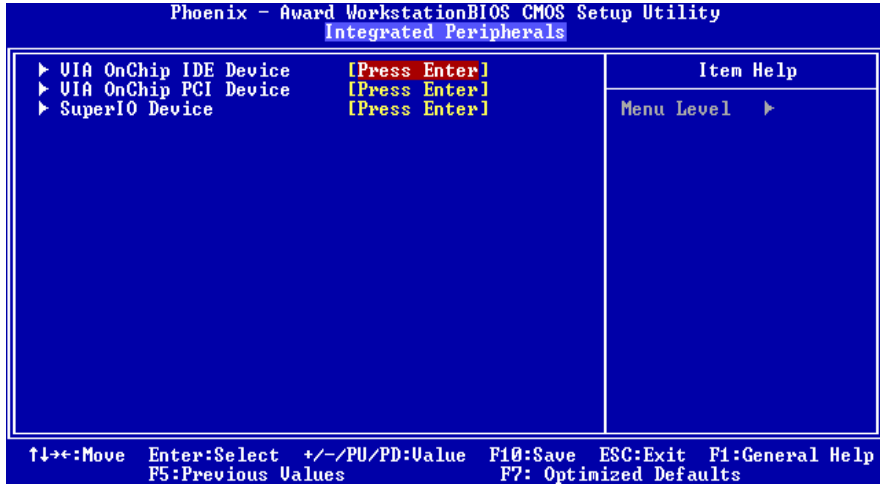 Phoenix - Award WorkstationBIOS CMOS Setup Utility
Integrated Peripherals
▶ VIA OnChip IDE Device [Press Enter]
▶ VIA OnChip PCI Device [Press Enter]
▶ SuperIO Device [Press Enter]
Item Help
Menu Level ▶
↑↓→←:Move Enter:Select +/-/PU/PD:Value F10:Save ESC:Exit F1:General Help
F5:Previous Values F7: Optimized Defaults